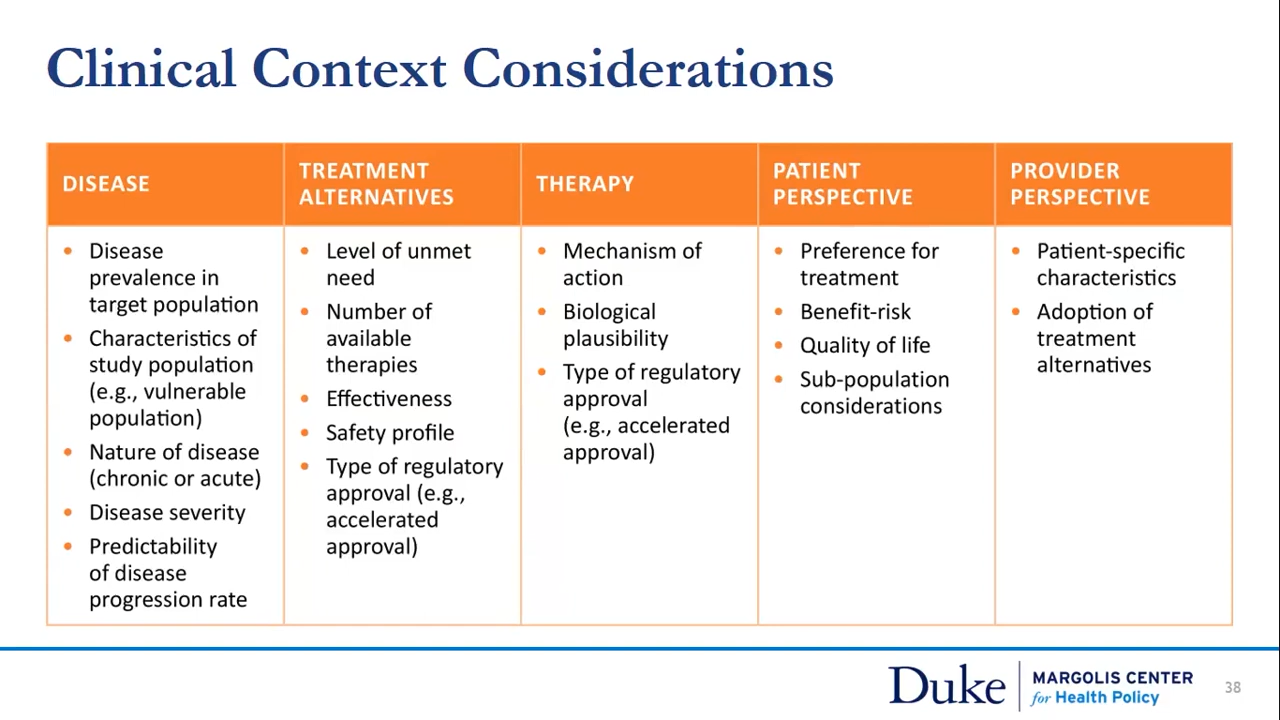 Clinical Context Considerations
DISEASE
• Disease
prevalence in
target population
• Characteristics of
study population
(e.g., vulnerable
population)
• Nature of disease
(chronic or acute)
• Disease severity
• Predictability
of disease
progression rate
TREATMENT
ALTERNATIVES
• Level of unmet
need
• Number of
available
therapies
• Effectiveness
• Safety profile
• Type of regulatory
approval (e.g.,
accelerated
approval)
THERAPY
• Mechanism of
action
• Biological
plausibility
• Type of regulatory
approval
(e.g., accelerated
approval)
PATIENT
PERSPECTIVE
• Preference for
treatment
• Benefit-risk
• Quality of life
• Sub-population
considerations
PROVIDER
PERSPECTIVE
• Patient-specific
characteristics
• Adoption of
treatment
alternatives
Duke
MARGOLIS CENTER
for Health Policy
38